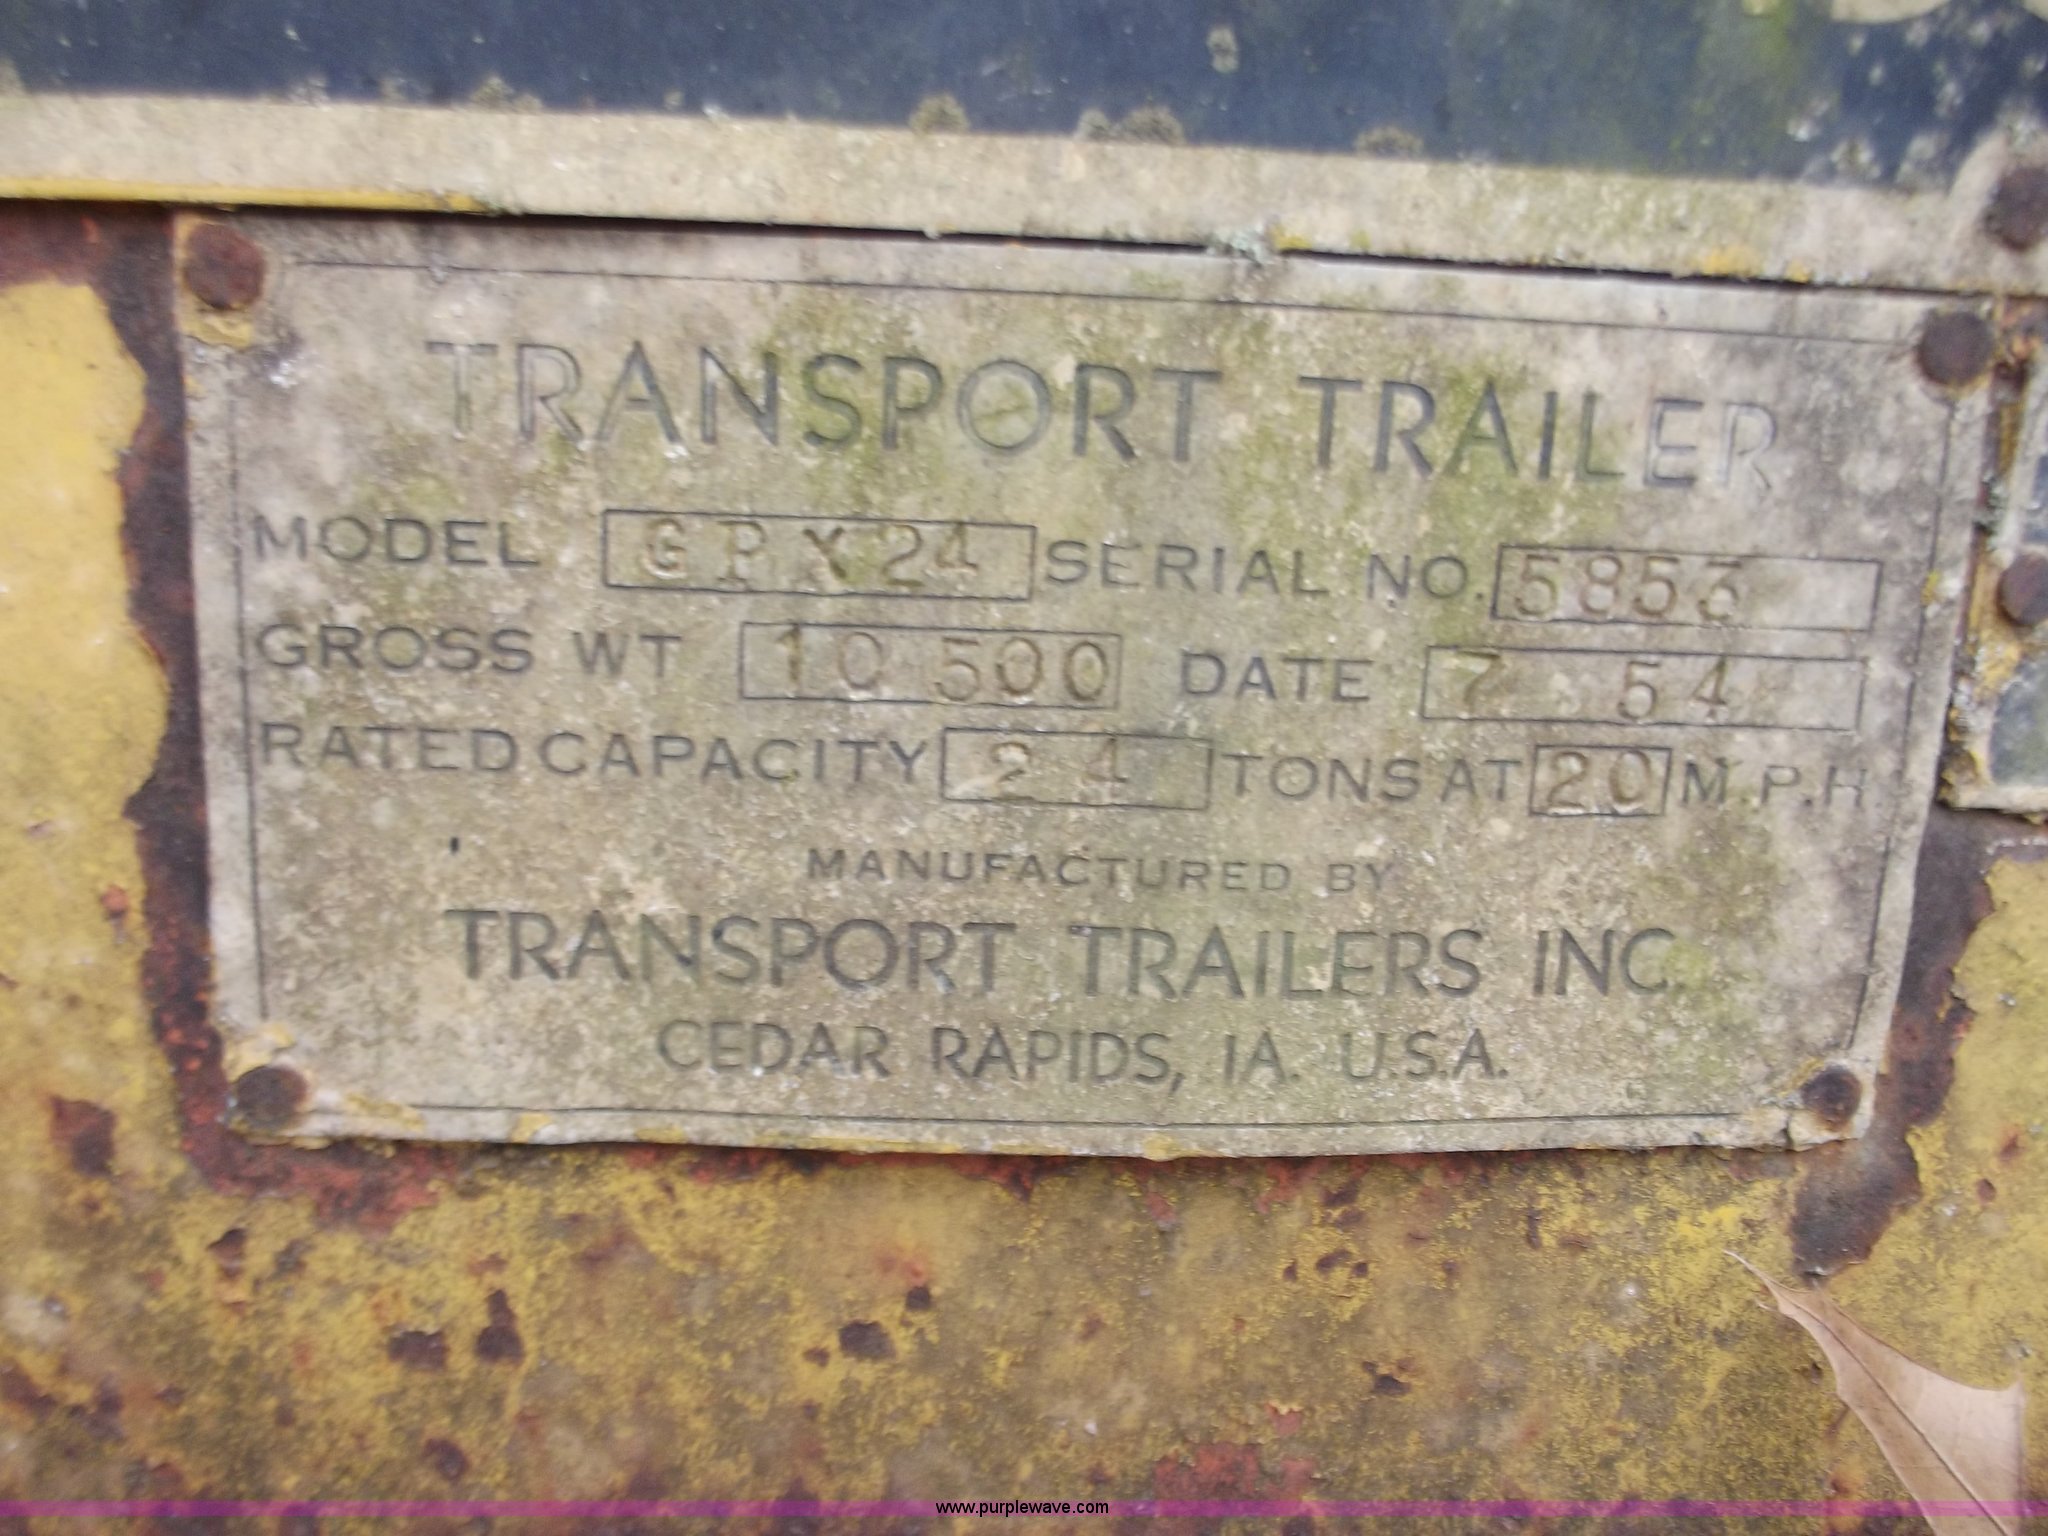 TRANSPORT TRAILER
MODEL GPX24 SERIAL NO. 5853
GROSS WT 10 500 DATE 7 54
RATED CAPACITY 24 TONS AT 20 M.P.H
MANUFACTURED BY
TRANSPORT TRAILERS INC.
CEDAR RAPIDS, IA. U.S.A.
www.purplewave.com